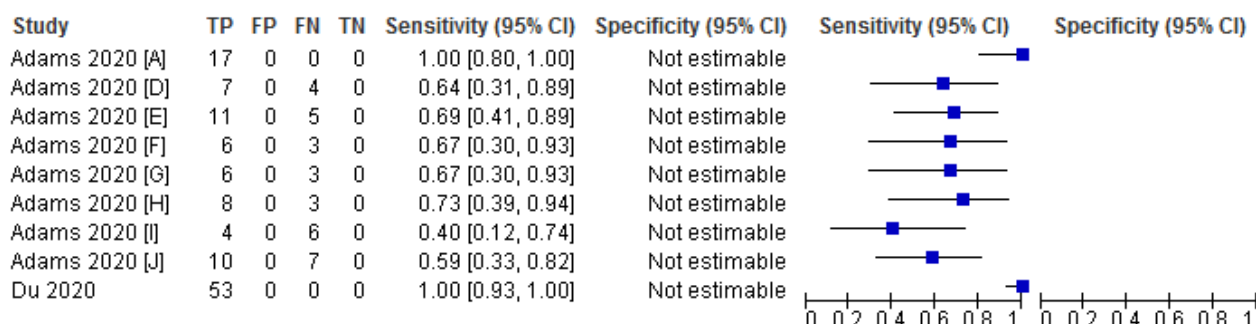 Study TP FP FN TN Sensitivity (95% CI) Specificity (95% CI) Sensitivity (95% CI) Specificity (95% CI)
Adams 2020 [A] 17 0 0 0 1.00 [0.80, 1.00] Not estimable
Adams 2020 [D] 7 0 4 0 0.64 [0.31, 0.89] Not estimable
Adams 2020 [E] 11 0 5 0 0.69 [0.41, 0.89] Not estimable
Adams 2020 [F] 6 0 3 0 0.67 [0.30, 0.93] Not estimable
Adams 2020 [G] 6 0 3 0 0.67 [0.30, 0.93] Not estimable
Adams 2020 [H] 8 0 3 0 0.73 [0.39, 0.94] Not estimable
Adams 2020 [I] 4 0 6 0 0.40 [0.12, 0.74] Not estimable
Adams 2020 [J] 10 0 7 0 0.59 [0.33, 0.82] Not estimable
Du 2020 53 0 0 0 1.00 [0.93, 1.00] Not estimable
0 0.2 0.4 0.6 0.8 1 0 0.2 0.4 0.6 0.8 1